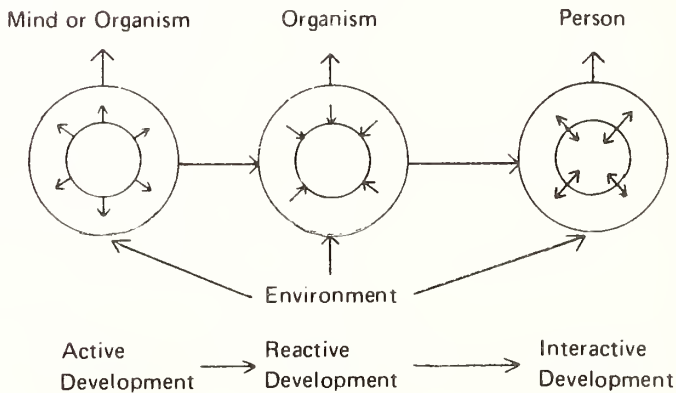 Mind or Organism
Organism
Person
Environment
Active
Development
Reactive
Development
Interactive
Development